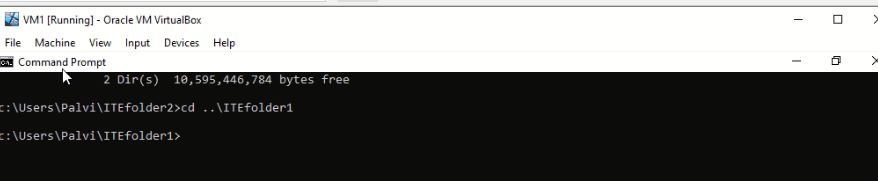 VM1 [Running] - Oracle VM VirtualBox
File Machine View Input Devices Help
Command Prompt
2 Dir(s) 10,595,446,784 bytes free
c:\Users\Palvi\ITEfolder2>cd ..\ITEfolder1
c:\Users\Palvi\ITEfolder1>